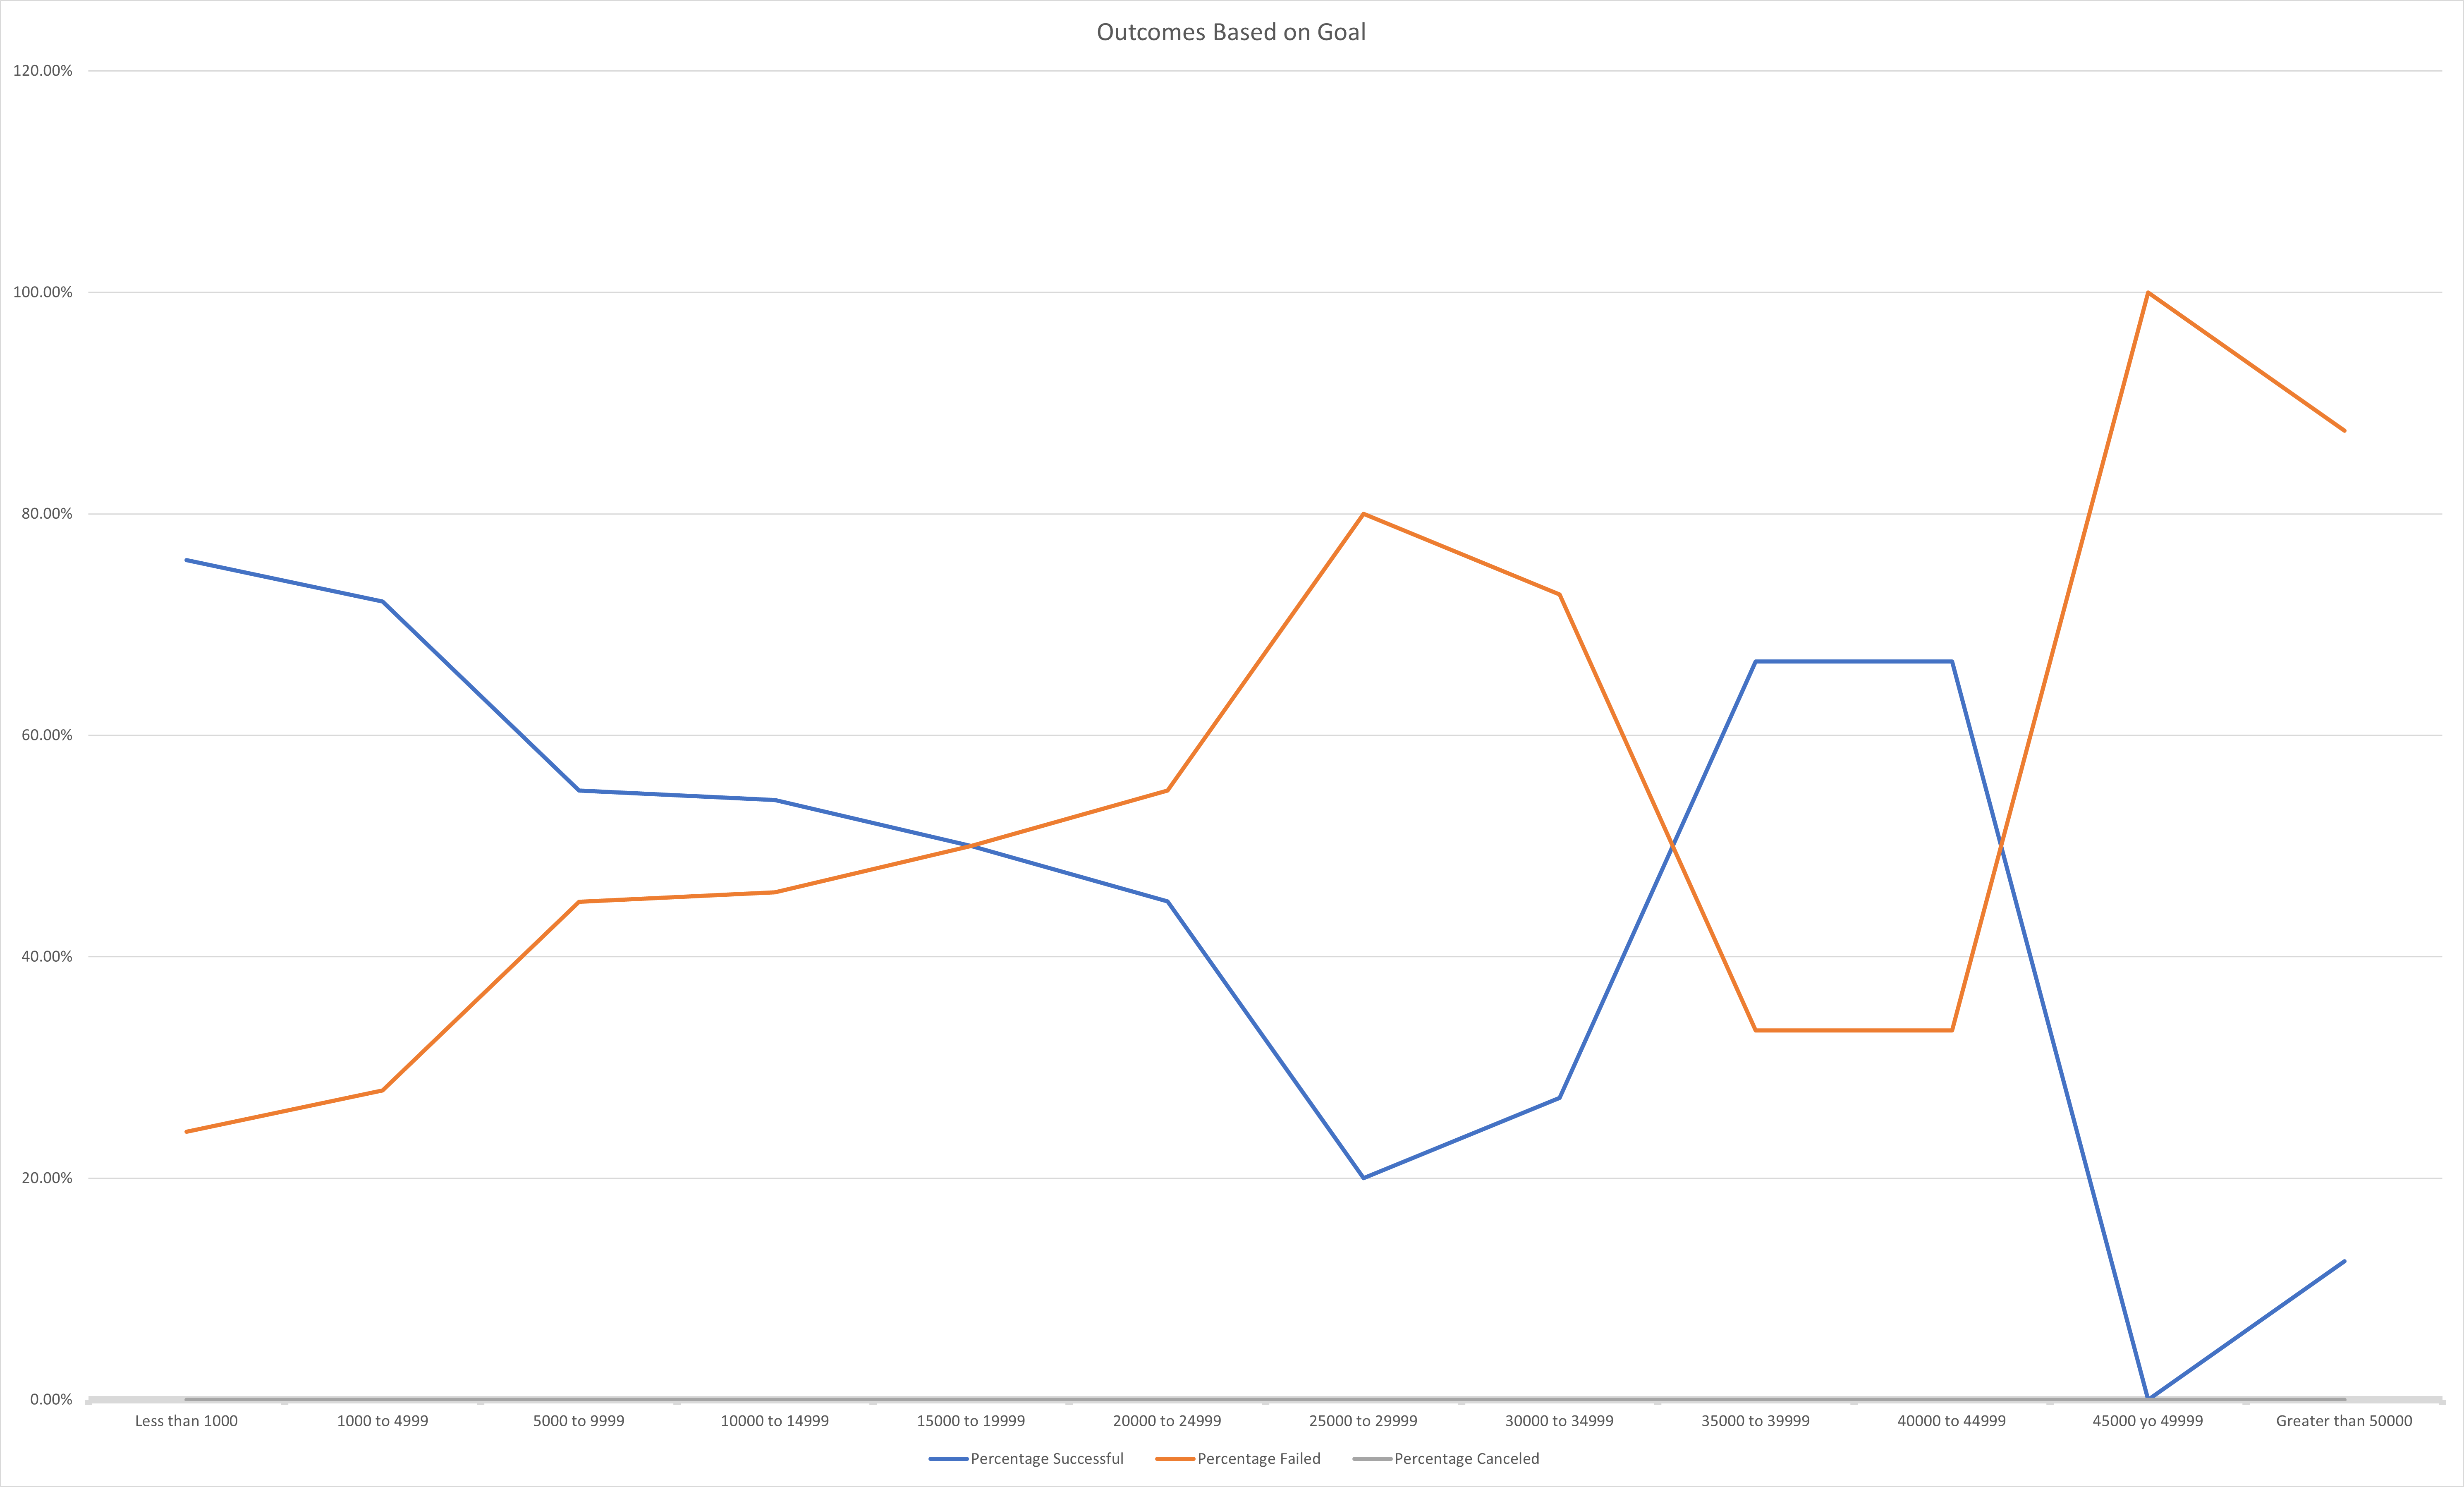 Outcomes Based on Goal
120.00%
100.00%
80.00%
60.00%
40.00%
20.00%
0.00%
Less than 1000 1000 to 4999 5000 to 9999 10000 to 14999 15000 to 19999 20000 to 24999 25000 to 29999 30000 to 34999 35000 to 39999 40000 to 44999 45000 yo 49999 Greater than 50000
Percentage Successful Percentage Failed Percentage Canceled